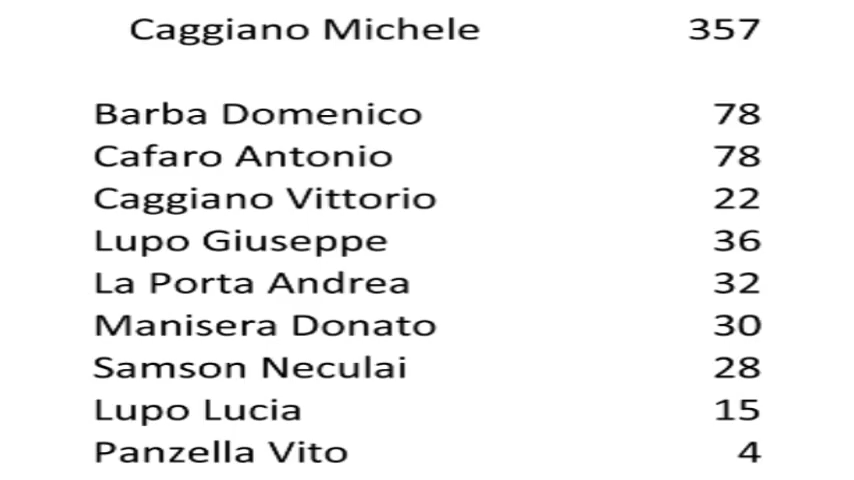 Caggiano Michele 357
Barba Domenico 78
Cafaro Antonio 78
Caggiano Vittorio 22
Lupo Giuseppe 36
La Porta Andrea 32
Manisera Donato 30
Samson Neculai 28
Lupo Lucia 15
Panzella Vito 4